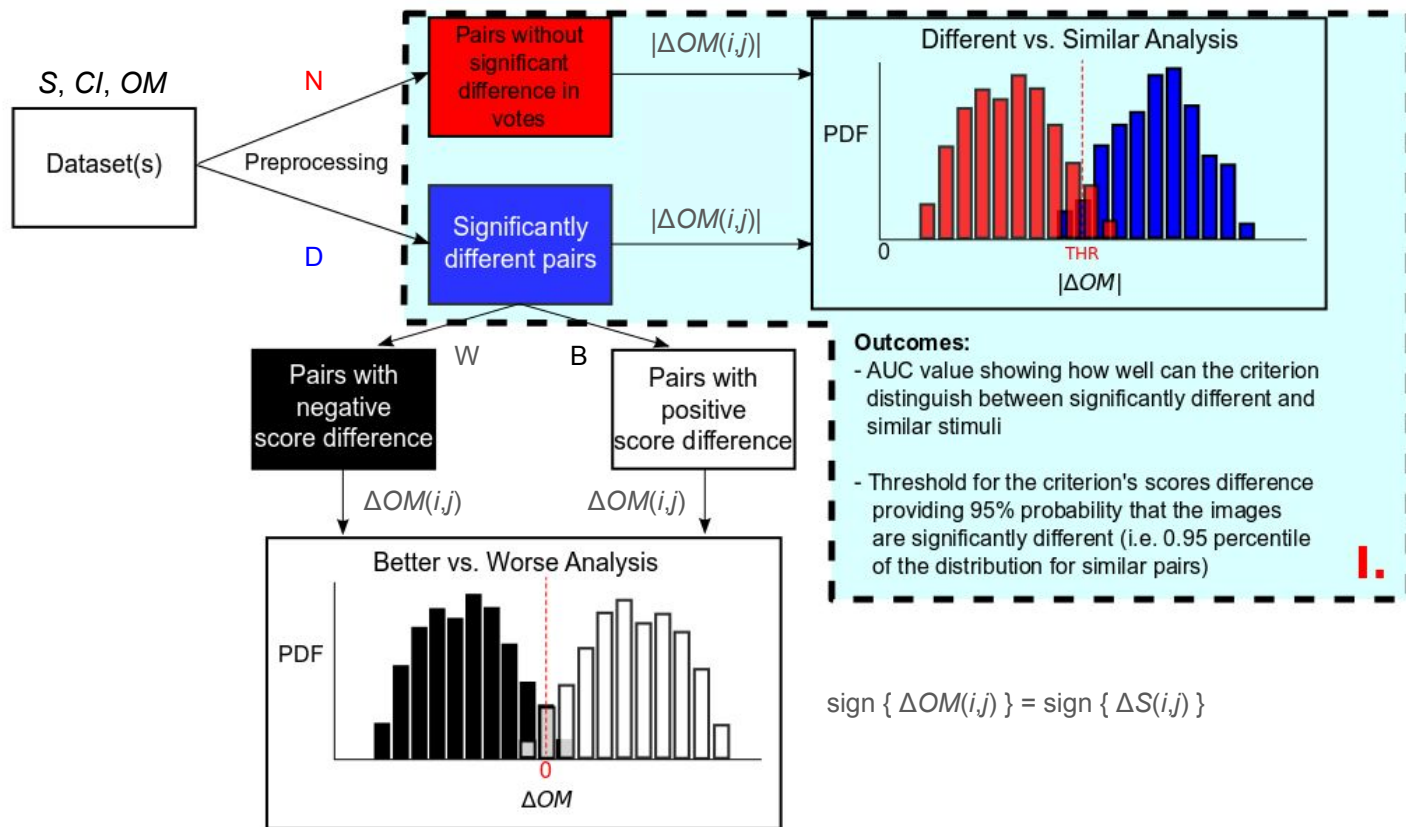 S, CI, OM
Dataset(s)
N
Preprocessing
D
Pairs without
significant
difference in
votes
|ΔOM(i,j)|
Significantly
different pairs
|ΔOM(i,j)|
Different vs. Similar Analysis
PDF
0
THR
|ΔOM|
W
B
Pairs with
negative
score difference
Pairs with
positive
score difference
ΔOM(i,j)
ΔOM(i,j)
Better vs. Worse Analysis
PDF
0
ΔOM
Outcomes:
- AUC value showing how well can the criterion
distinguish between significantly different and
similar stimuli
- Threshold for the criterion's scores difference
providing 95% probability that the images
are significantly different (i.e. 0.95 percentile
of the distribution for similar pairs)
I.
sign { ΔOM(i,j) } = sign { ΔS(i,j) }